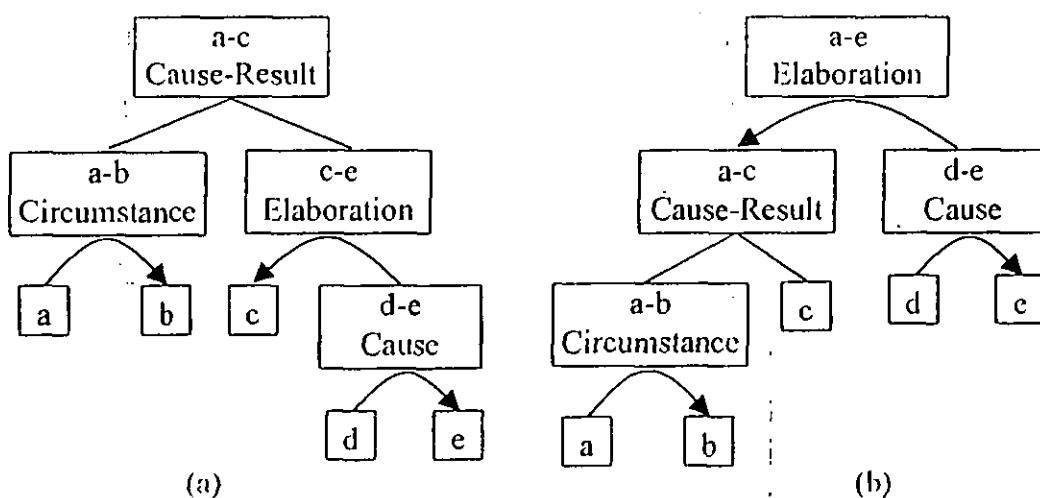 a-c
Cause-Result
a-b
Circumstance
c-e
Elaboration
a
b
c
d-e
Cause
d
e
(a)
a-e
Elaboration
a-c
Cause-Result
d-e
Cause
a-b
Circumstance
c
d
e
a
b
(b)